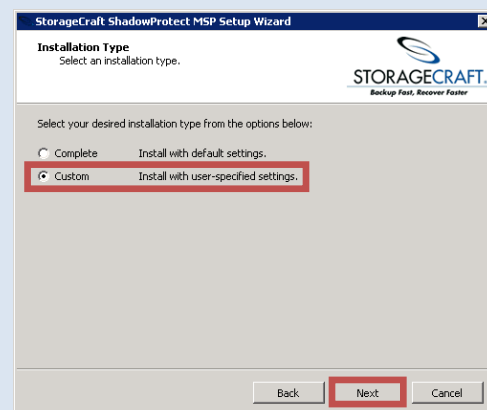 StorageCraft ShadowProtect MSP Setup Wizard
Installation Type
Select an installation type.
STORAGECRAFT.
Backup Fast, Recover Faster
Select your desired installation type from the options below:
Complete Install with default settings.
Custom Install with user-specified settings.
Back Next Cancel